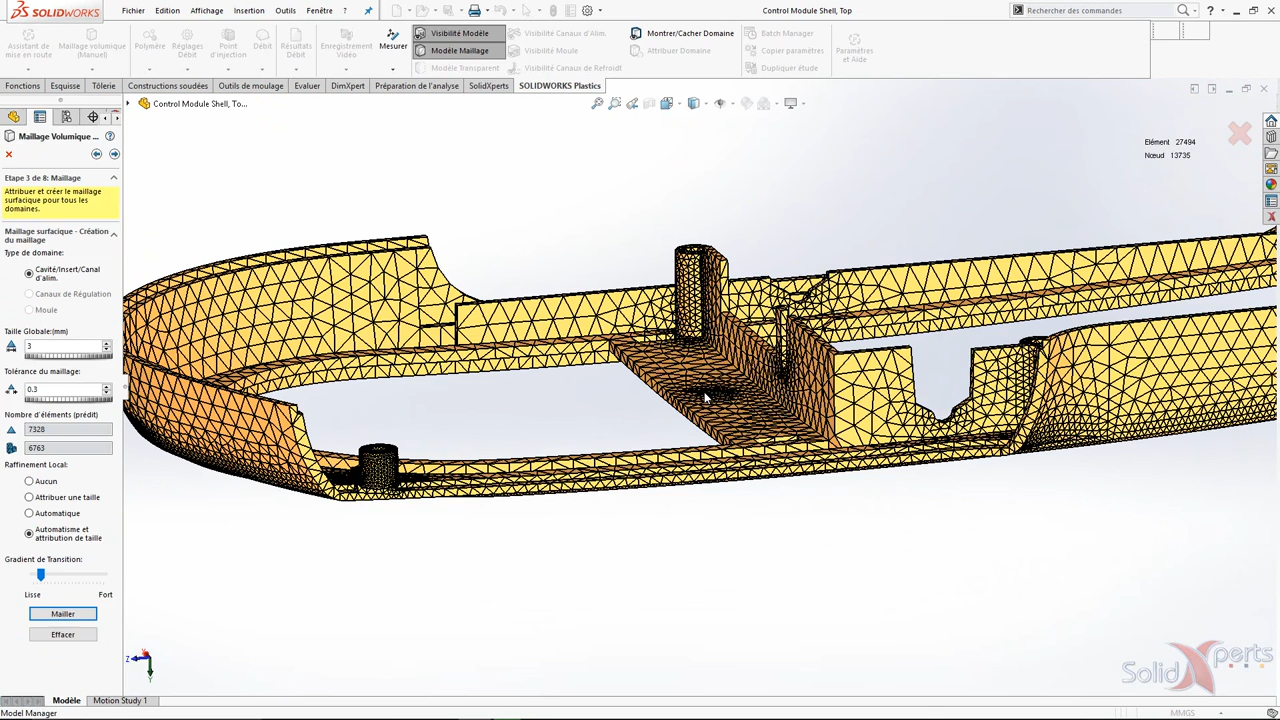 SOLIDWORKS
Fichier
Edition
Affichage
Insertion
Outils
Fenêtre
?
Control Module Shell, Top
Rechercher des commandes
Assistant de
mise en route
Maillage volumique
(Manuel)
Polymère
Réglages
Débit
Point
d'injection
Débit
Résultats
Débit
Enregistrement
Vidéo
Mesurer
Visibilité Modèle
Modèle Maillage
Modèle Transparent
Visibilité Canaux d'Alim.
Visibilité Moule
Visibilité Canaux de Refroidt
Montrer/Cacher Domaine
Attribuer Domaine
Batch Manager
Copier paramètres
Dupliquer étude
Paramètres
et Aide
Fonctions
Esquisse
Tôlerie
Constructions soudées
Outils de moulage
Evaluer
DimXpert
Préparation de l'analyse
SolidXperts
SOLIDWORKS Plastics
Control Module Shell, To...
Maillage Volumique ...
Etape 3 de 8: Maillage
Attribuer et créer le maillage
surfacique pour tous les
domaines.
Maillage surfacique - Création
du maillage
Type de domaine:
Cavité/Insert/Canal
d'alim.
Canaux de Régulation
Moule
Taille Globale:(mm)
3
Tolérance du maillage:
0.3
Nombre d'éléments (prédit)
7328
6763
Raffinement Local:
Aucun
Attribuer une taille
Automatique
Automatisme et
attribution de taille
Gradient de Transition:
Lisse
Fort
Mailler
Effacer
Elément 27494
Nœud 13735
Z
Y
SolidXperts
Modèle
Motion Study 1
Model Manager
MMGS